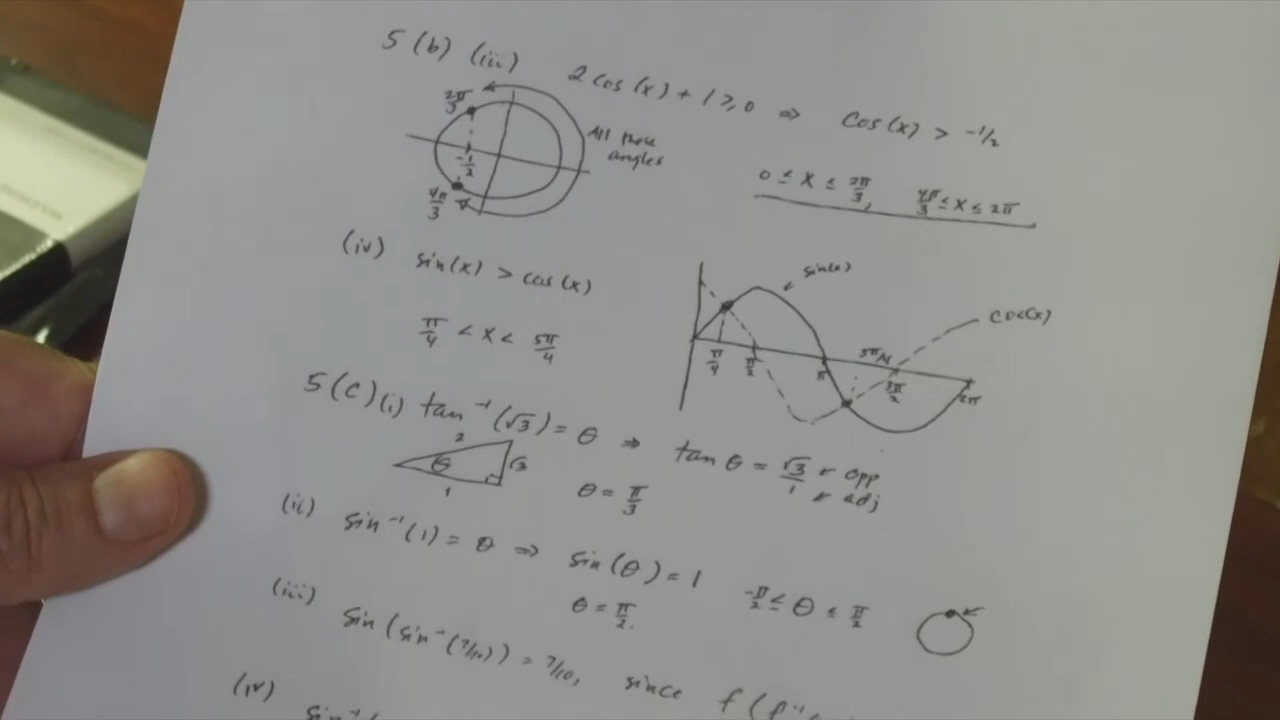 5 (b) (iii) 2 cos (x) + 1 ≥ 0 ⇒ cos(x) > -1/2
2π/3
All these
angles
-1/2
4π/3
0 ≤ x ≤ 2π/3, 4π/3 ≤ x ≤ 2π
(iv) sin(x) > cos(x)
π/4 < x < 5π/4
sin(x)
cos(x)
π/4 π/2 π 5π/4 3π/2 2π
5(c) (i) tan⁻¹(√3) = θ ⇒ tan θ = √3/1 ← opp
← adj
2
θ √3
1
θ = π/3
(ii) sin⁻¹(1) = θ ⇒ sin(θ) = 1 -π/2 ≤ θ ≤ π/2
θ = π/2.
(iii) sin(sin⁻¹(7/10)) = 7/10, since f(f⁻¹(
(iv) sin⁻¹(